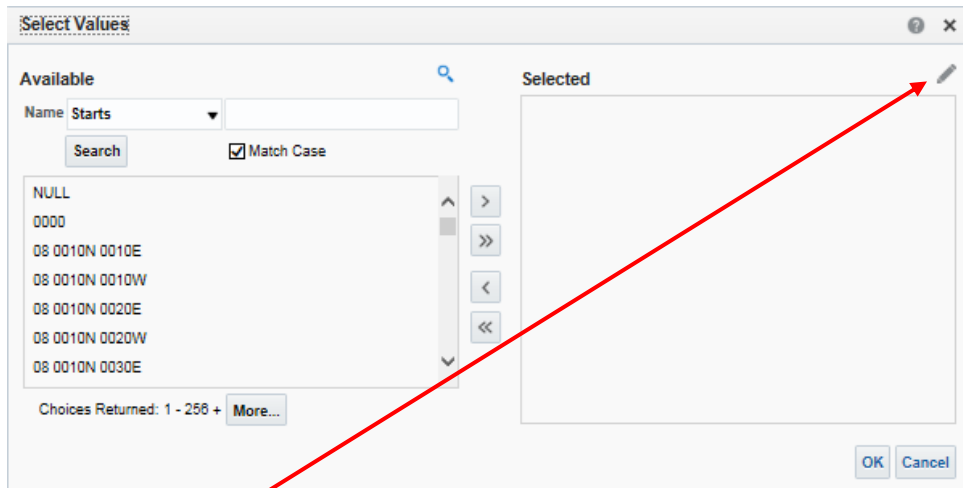 Select Values
Available
Name Starts
Search Match Case
NULL
0000
08 0010N 0010E
08 0010N 0010W
08 0010N 0020E
08 0010N 0020W
08 0010N 0030E
Choices Returned: 1 - 256 + More...
Selected
OK Cancel